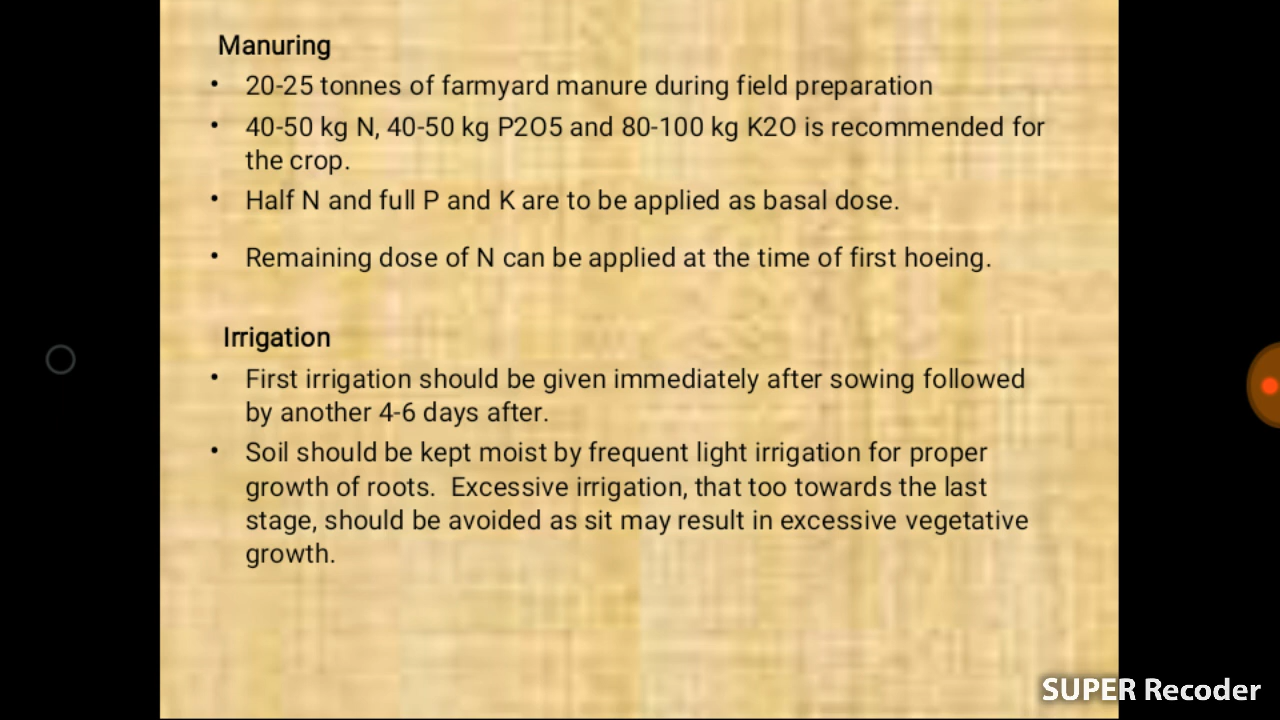 Manuring
• 20-25 tonnes of farmyard manure during field preparation
• 40-50 kg N, 40-50 kg P2O5 and 80-100 kg K2O is recommended for
the crop.
• Half N and full P and K are to be applied as basal dose.
• Remaining dose of N can be applied at the time of first hoeing.
Irrigation
• First irrigation should be given immediately after sowing followed
by another 4-6 days after.
• Soil should be kept moist by frequent light irrigation for proper
growth of roots.  Excessive irrigation, that too towards the last
stage, should be avoided as sit may result in excessive vegetative
growth.
SUPER Recoder